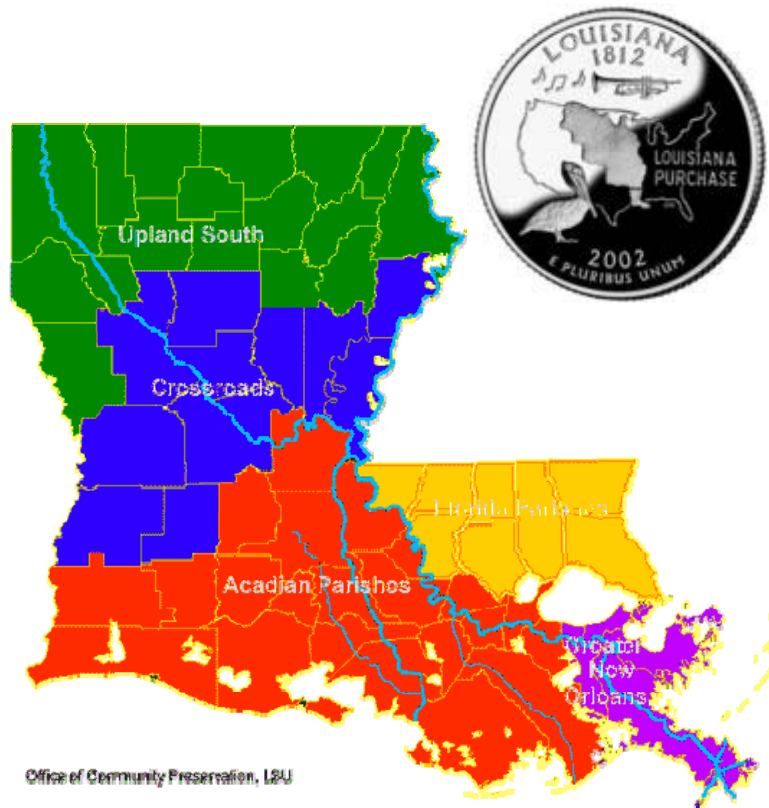 LOUISIANA
1812
LOUISIANA
PURCHASE
2002
E PLURIBUS UNUM
Upland South
Crossroads
Florida Parishes
Acadian Parishos
Greater
New
Orleans
Office of Community Preservation, LSU